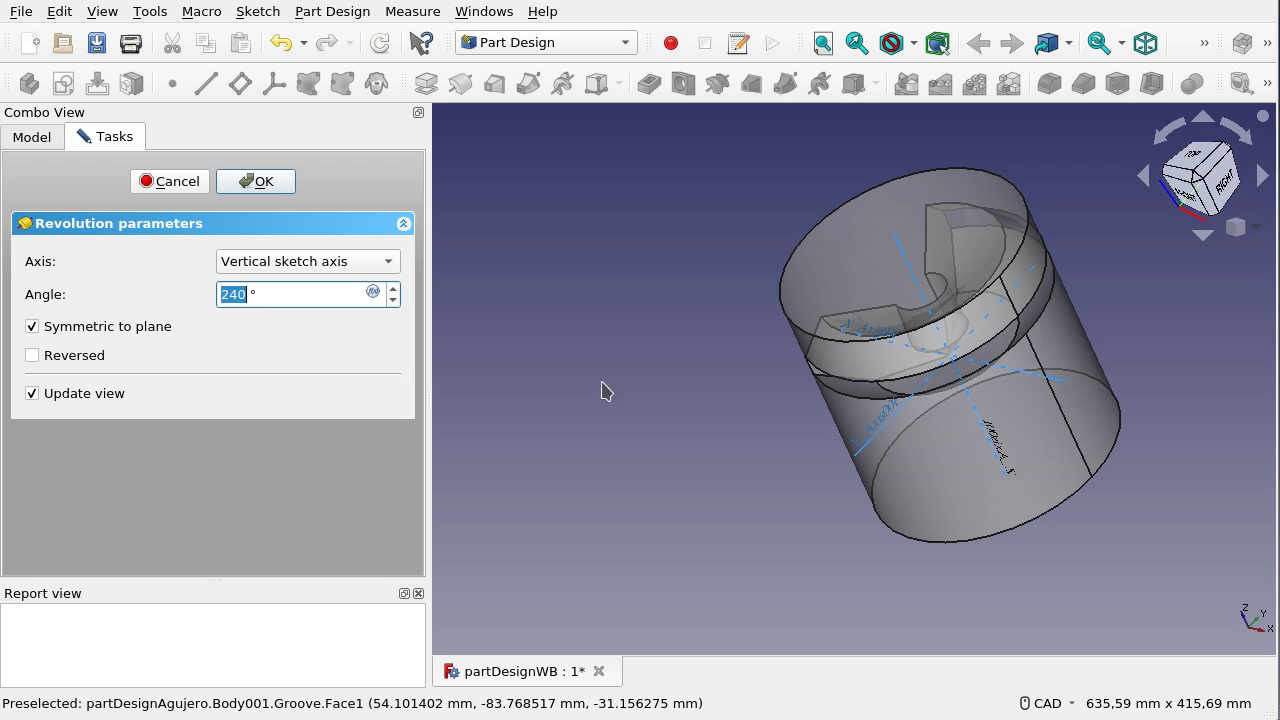 File Edit View Tools Macro Sketch Part Design Measure Windows Help
Part Design
Combo View
Model Tasks
Cancel OK
Revolution parameters
Axis: Vertical sketch axis
Angle: 240 °
Symmetric to plane
Reversed
Update view
TOP
RIGHT
Z Y X
Report view
partDesignWB : 1*
Preselected: partDesignAgujero.Body001.Groove.Face1 (54.101402 mm, -83.768517 mm, -31.156275 mm) CAD 635.59 mm x 415.69 mm